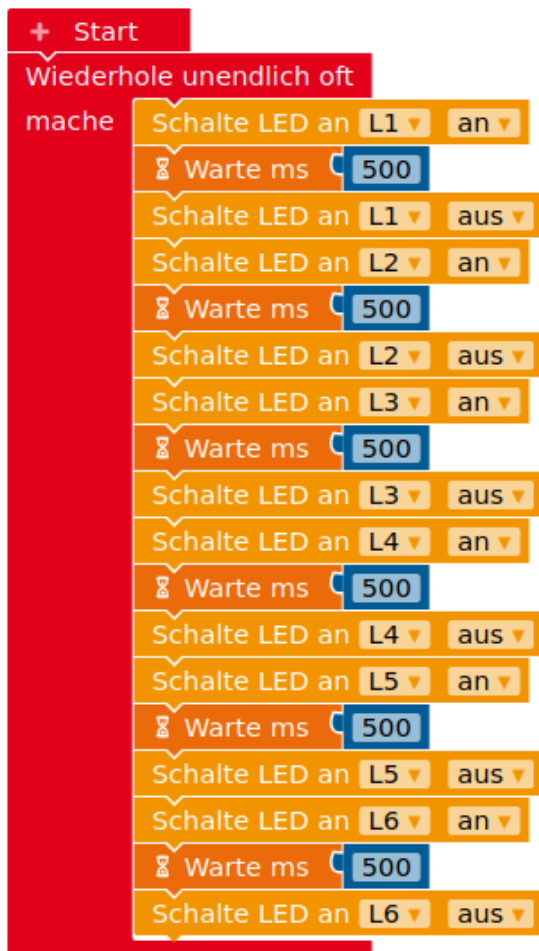 + Start
Wiederhole unendlich oft
mache Schalte LED an L1 an
Warte ms 500
Schalte LED an L1 aus
Schalte LED an L2 an
Warte ms 500
Schalte LED an L2 aus
Schalte LED an L3 an
Warte ms 500
Schalte LED an L3 aus
Schalte LED an L4 an
Warte ms 500
Schalte LED an L4 aus
Schalte LED an L5 an
Warte ms 500
Schalte LED an L5 aus
Schalte LED an L6 an
Warte ms 500
Schalte LED an L6 aus